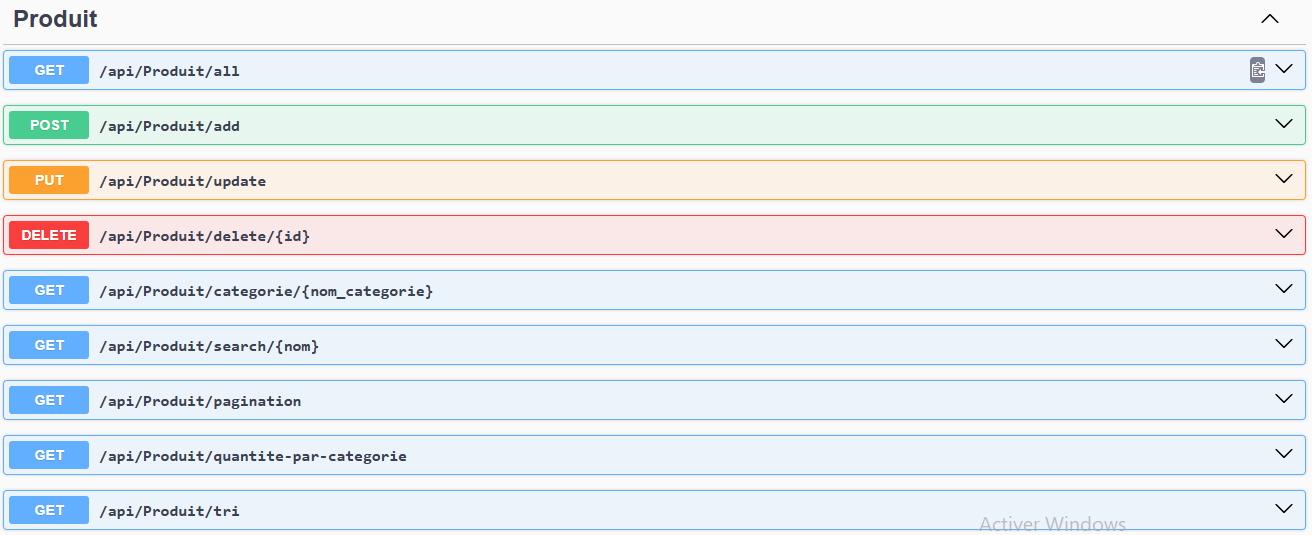 Produit
GET /api/Produit/all
POST /api/Produit/add
PUT /api/Produit/update
DELETE /api/Produit/delete/{id}
GET /api/Produit/categorie/{nom_categorie}
GET /api/Produit/search/{nom}
GET /api/Produit/pagination
GET /api/Produit/quantite-par-categorie
GET /api/Produit/tri
Activer Windows